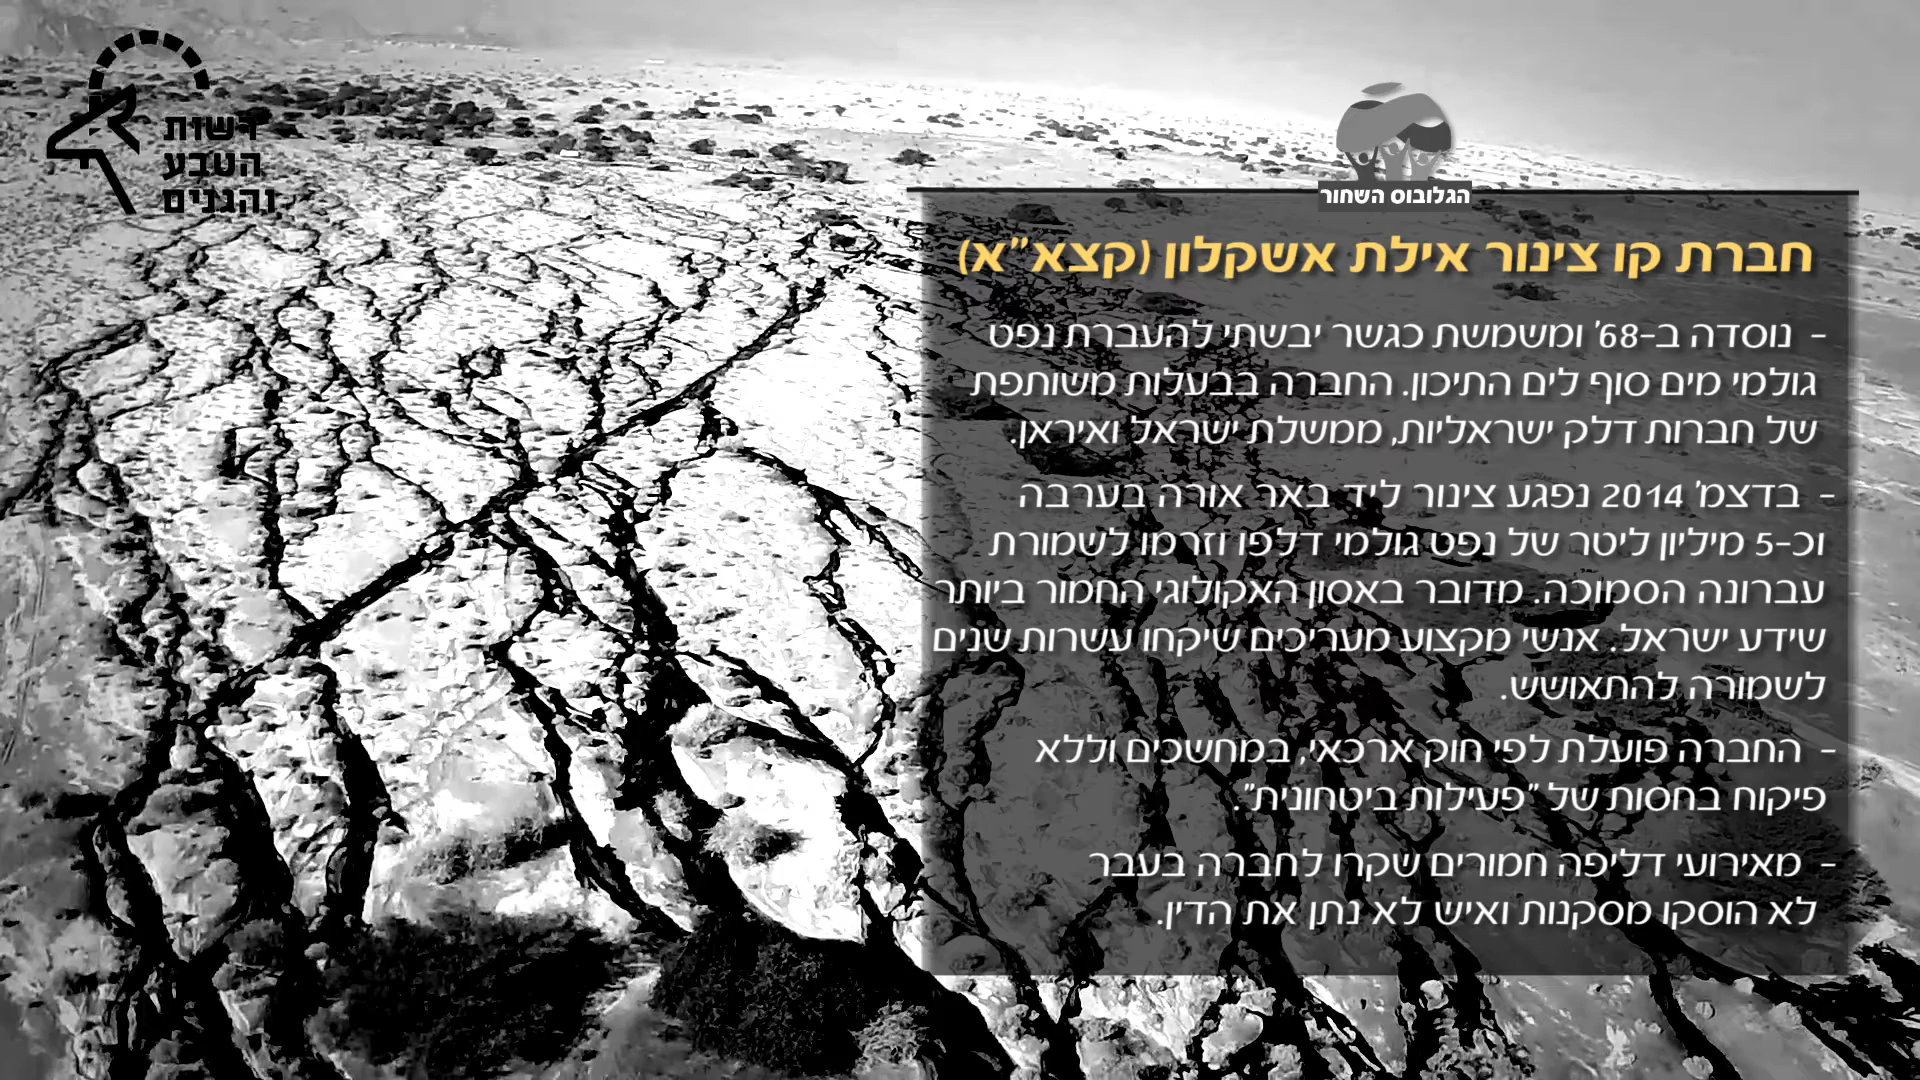 רשות
הטבע
והגנים
הגלובוס השחור
חברת קו צינור אילת אשקלון (קצא"א)
- נוסדה ב-68' ומשמשת כגשר יבשתי להעברת נפט
גולמי מים סוף לים התיכון. החברה בבעלות משותפת
של חברות דלק ישראליות, ממשלת ישראל ואיראן.
- בדצמ' 2014 נפגע צינור ליד באר אורה בערבה
וכ-5 מיליון ליטר של נפט גולמי דלפו וזרמו לשמורת
עברונה הסמוכה. מדובר באסון האקולוגי החמור ביותר
שידע ישראל. אנשי מקצוע מעריכים שיקחו עשרות שנים
לשמורה להתאושש.
- החברה פועלת לפי חוק ארכאי, במחשכים וללא
פיקוח בחסות של "פעילות ביטחונית".
- מאירועי דליפה חמורים שקרו לחברה בעבר
לא הוסקו מסקנות ואיש לא נתן את הדין.